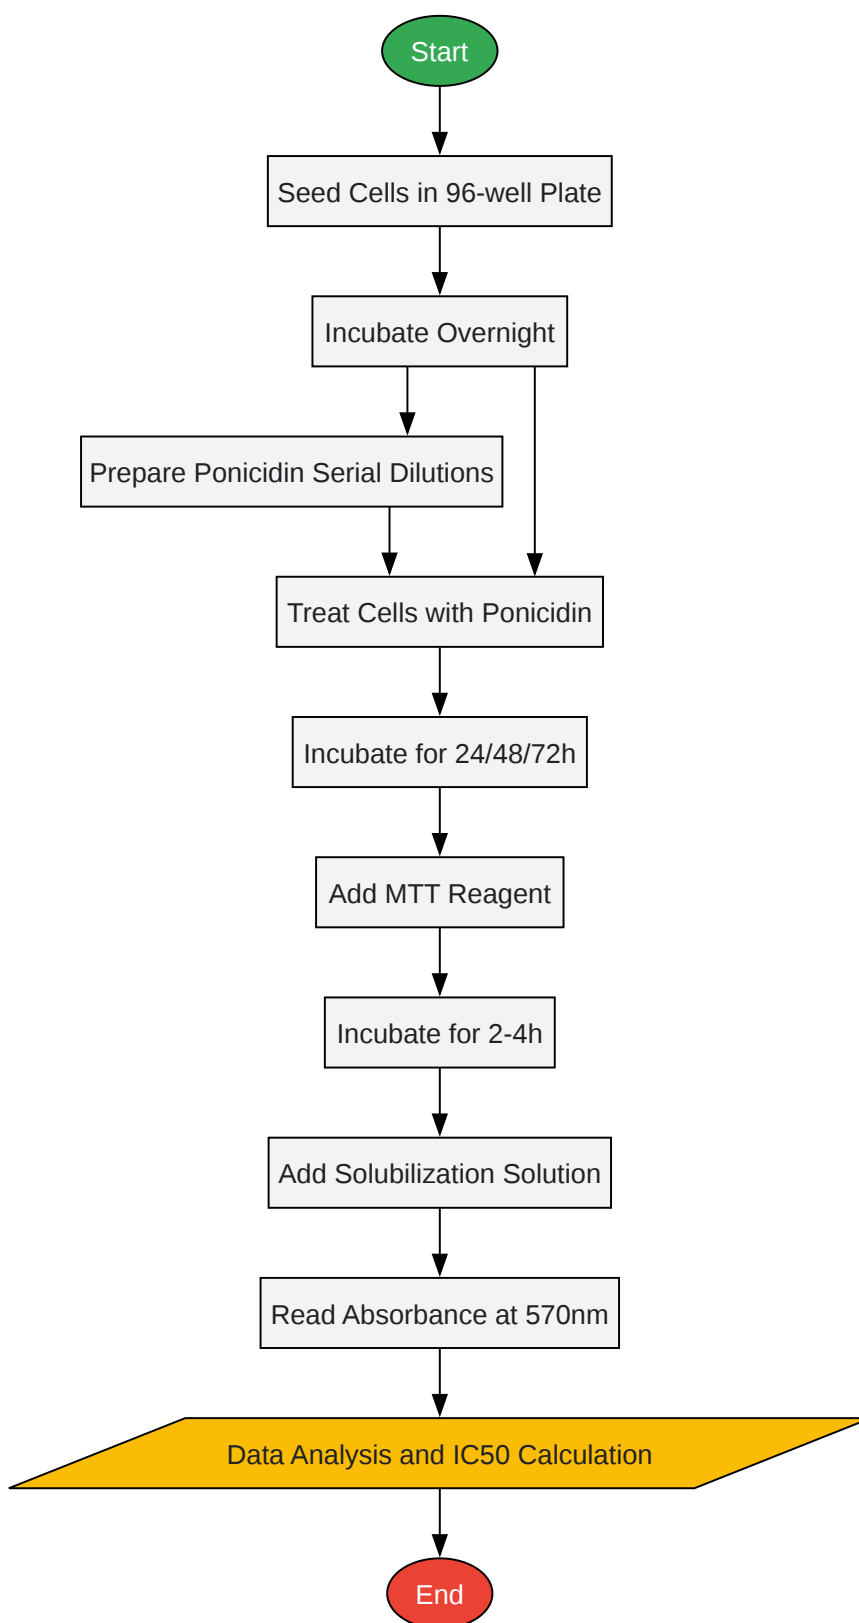 Start
Seed Cells in 96-well Plate
Incubate Overnight
Prepare Ponicidin Serial Dilutions
Treat Cells with Ponicidin
Incubate for 24/48/72h
Add MTT Reagent
Incubate for 2-4h
Add Solubilization Solution
Read Absorbance at 570nm
Data Analysis and IC50 Calculation
End